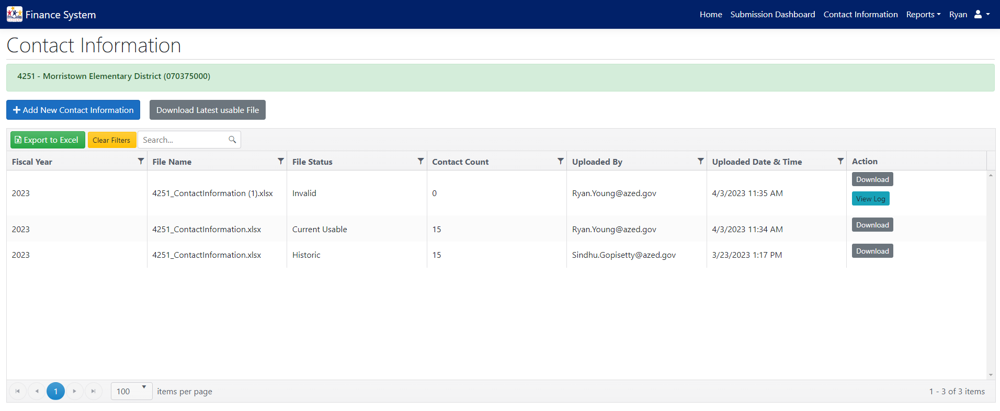 Finance System
Home Submission Dashboard Contact Information Reports Ryan
Contact Information
4251 - Morristown Elementary District (070375000)
Add New Contact Information Download Latest usable File
Export to Excel Clear Filters Search...
Fiscal Year File Name File Status Contact Count Uploaded By Uploaded Date & Time Action
2023 4251_ContactInformation (1).xlsx Invalid 0 Ryan.Young@azed.gov 4/3/2023 11:35 AM Download
View Log
2023 4251_ContactInformation.xlsx Current Usable 15 Ryan.Young@azed.gov 4/3/2023 11:34 AM Download
2023 4251_ContactInformation.xlsx Historic 15 Sindhu.Gopisetty@azed.gov 3/23/2023 1:17 PM Download
1 100 items per page 1 - 3 of 3 items